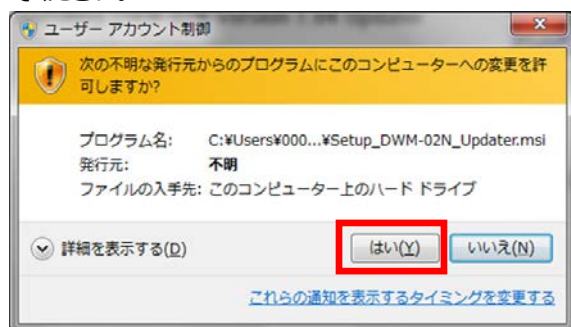 ユーザー アカウント制御
次の不明な発行元からのプログラムにこのコンピューターへの変更を許
可しますか?
プログラム名: C:¥Users¥000...¥Setup_DWM-02N_Updater.msi
発行元: 不明
ファイルの入手先: このコンピューター上のハード ドライブ
詳細を表示する(D)
はい(Y)
いいえ(N)
これらの通知を表示するタイミングを変更する